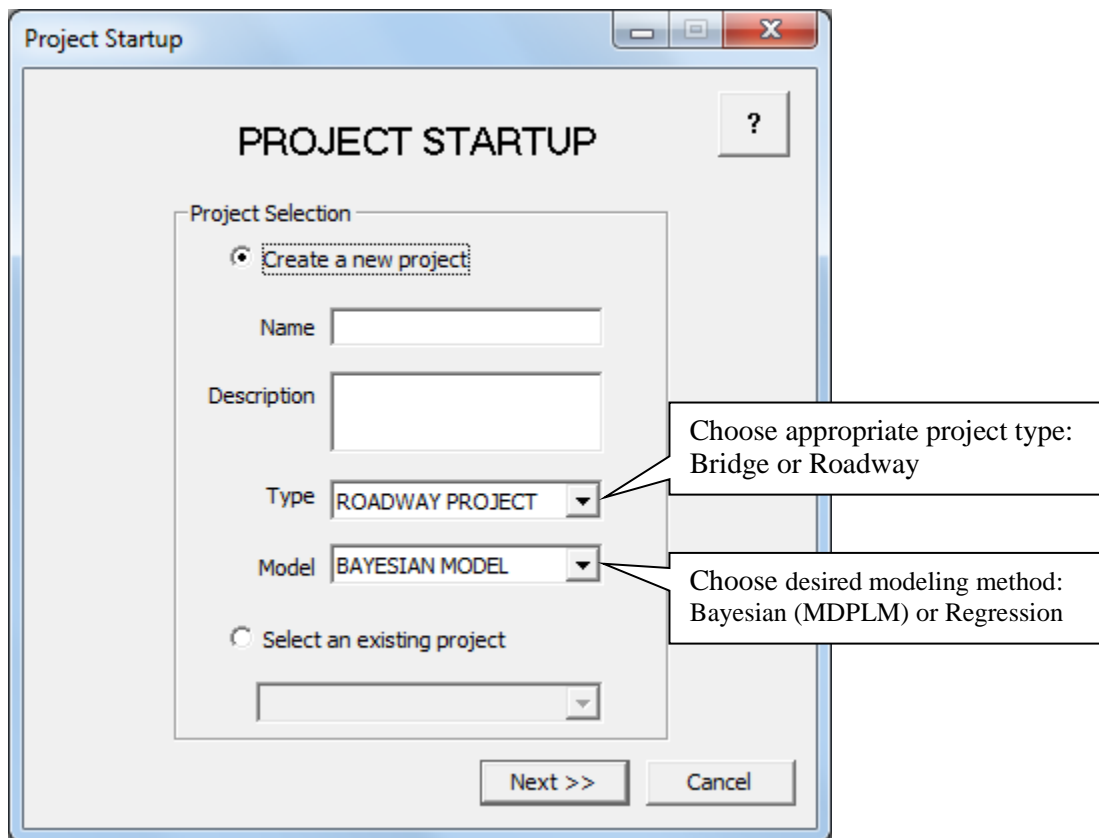 Project Startup
PROJECT STARTUP
?
Project Selection
Create a new project
Name
Description
Choose appropriate project type:
Bridge or Roadway
Type ROADWAY PROJECT
Model BAYESIAN MODEL
Choose desired modeling method:
Bayesian (MDPLM) or Regression
Select an existing project
Next >> Cancel